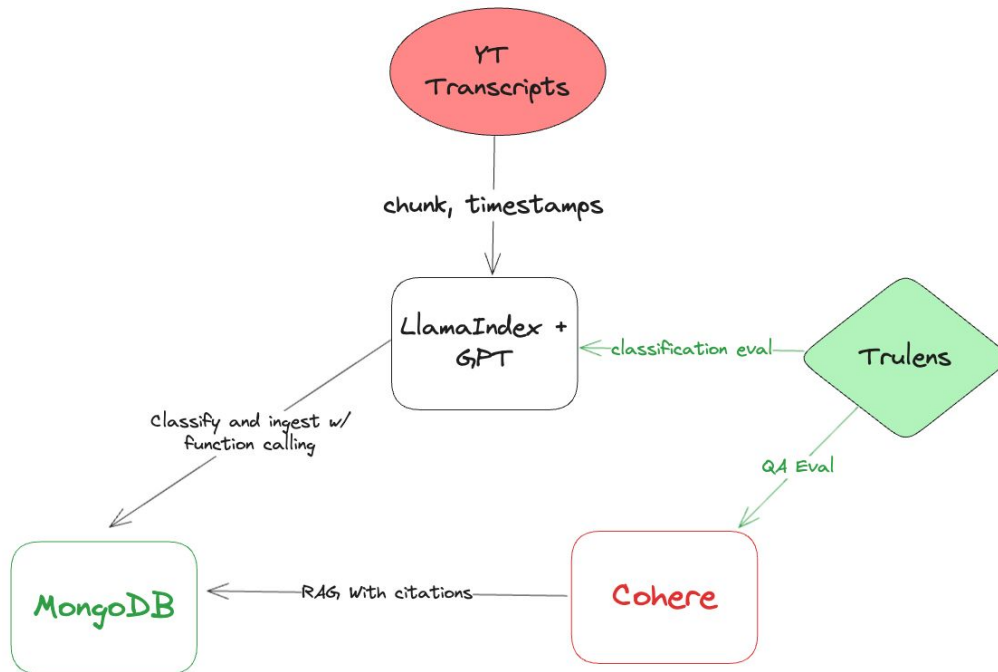 YT
Transcripts
chunk, timestamps
LlamaIndex +
GPT
classification eval
Trulens
Classify and ingest w/
function calling
QA Eval
MongoDB
RAG With citations
Cohere